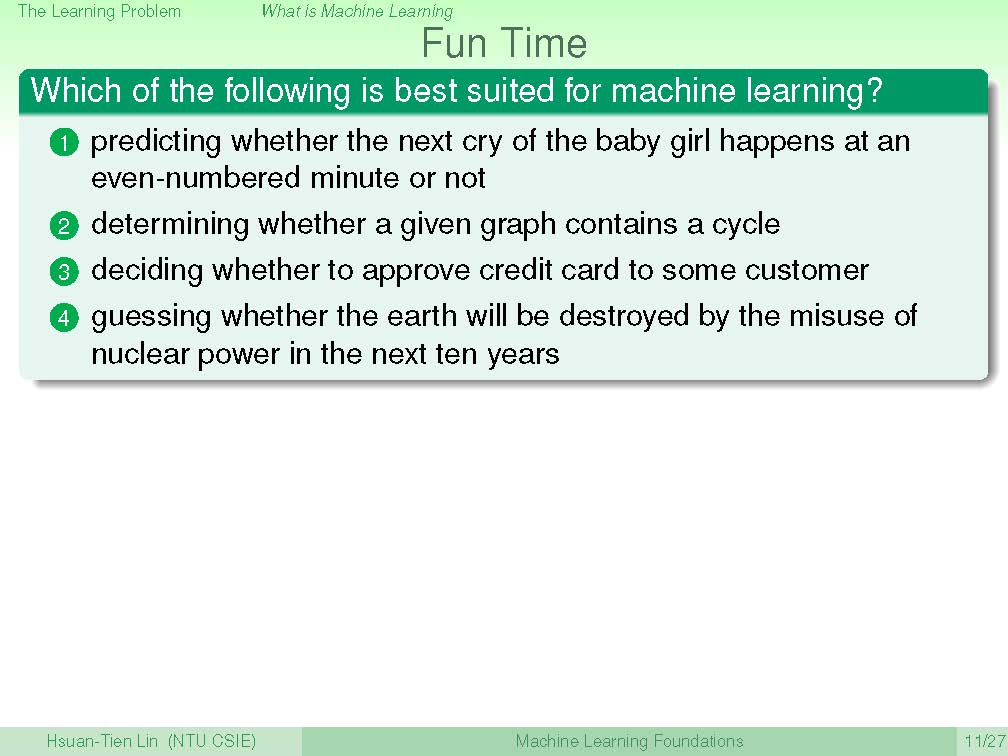 The Learning Problem What is Machine Learning
Fun Time
Which of the following is best suited for machine learning?
1 predicting whether the next cry of the baby girl happens at an
even-numbered minute or not
2 determining whether a given graph contains a cycle
3 deciding whether to approve credit card to some customer
4 guessing whether the earth will be destroyed by the misuse of
nuclear power in the next ten years
Hsuan-Tien Lin (NTU CSIE) Machine Learning Foundations 11/27